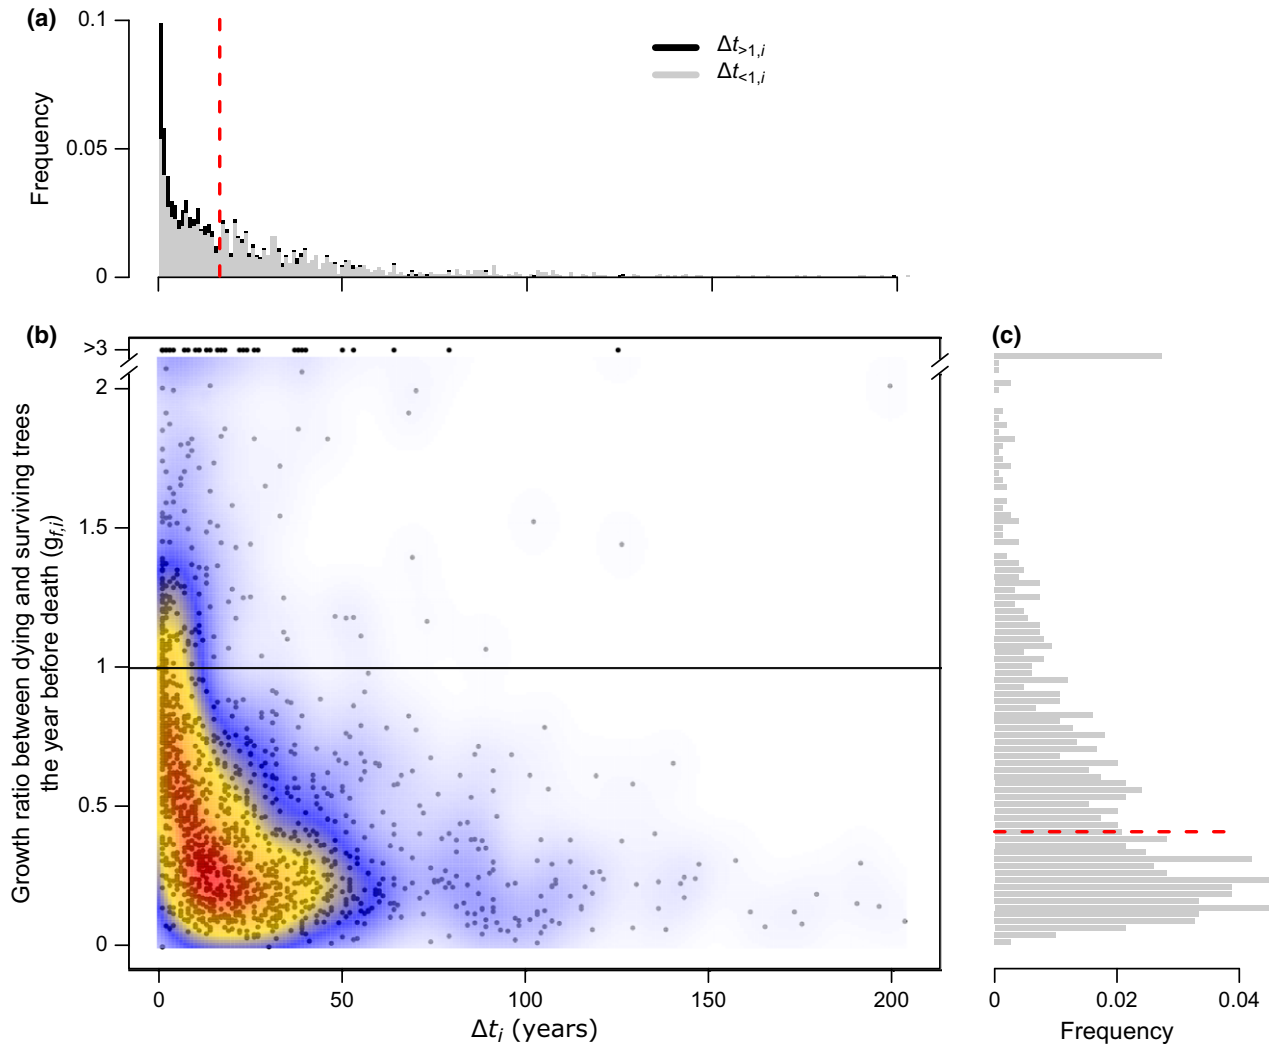 (a)
0.1
0.05
0
Frequency
Δt>1,i
Δt<1,i
(b)
>3
2
1.5
1
0.5
0
Growth ratio between dying and surviving trees
the year before death (gf,i)
0
50
100
150
200
Δti (years)
(c)
0
0.02
0.04
Frequency